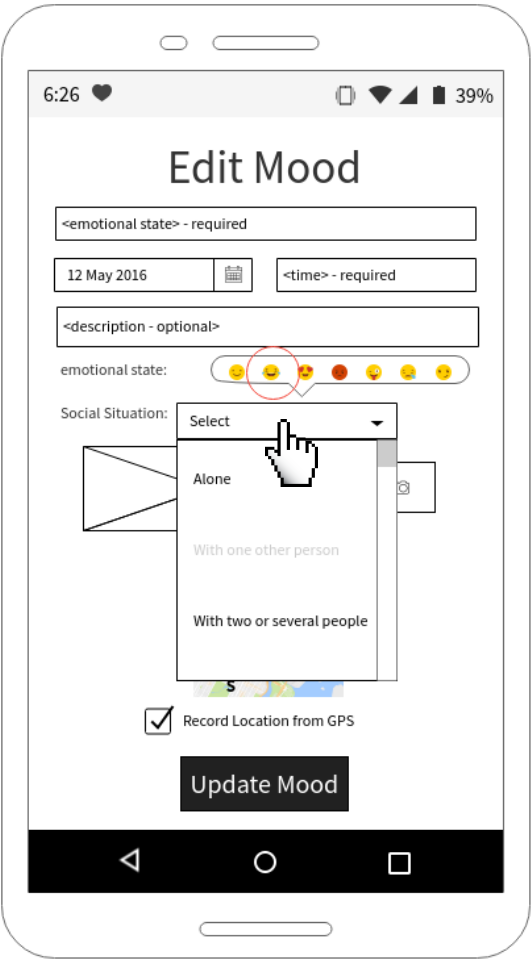 6:26
39%
Edit Mood
<emotional state> - required
12 May 2016
<time> - required
<description - optional>
emotional state:
Social Situation:
Select
Alone
With one other person
With two or several people
S
Record Location from GPS
Update Mood